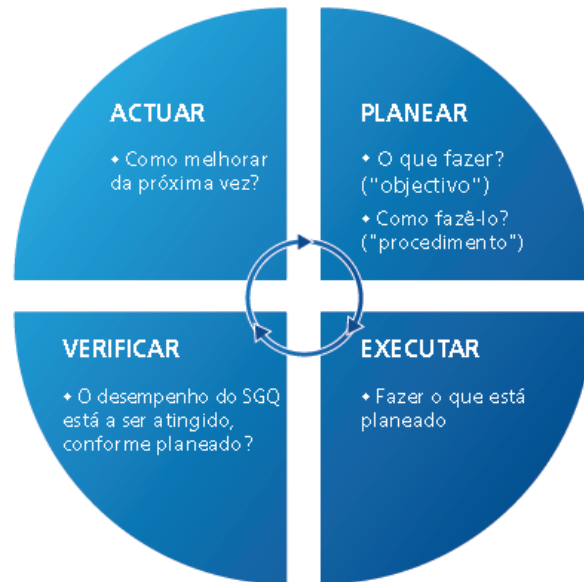 ACTUAR
• Como melhorar
da próxima vez?
PLANEAR
• O que fazer?
("objectivo")
• Como fazê-lo?
("procedimento")
VERIFICAR
• O desempenho do SGQ
está a ser atingido,
conforme planeado?
EXECUTAR
• Fazer o que está
planeado